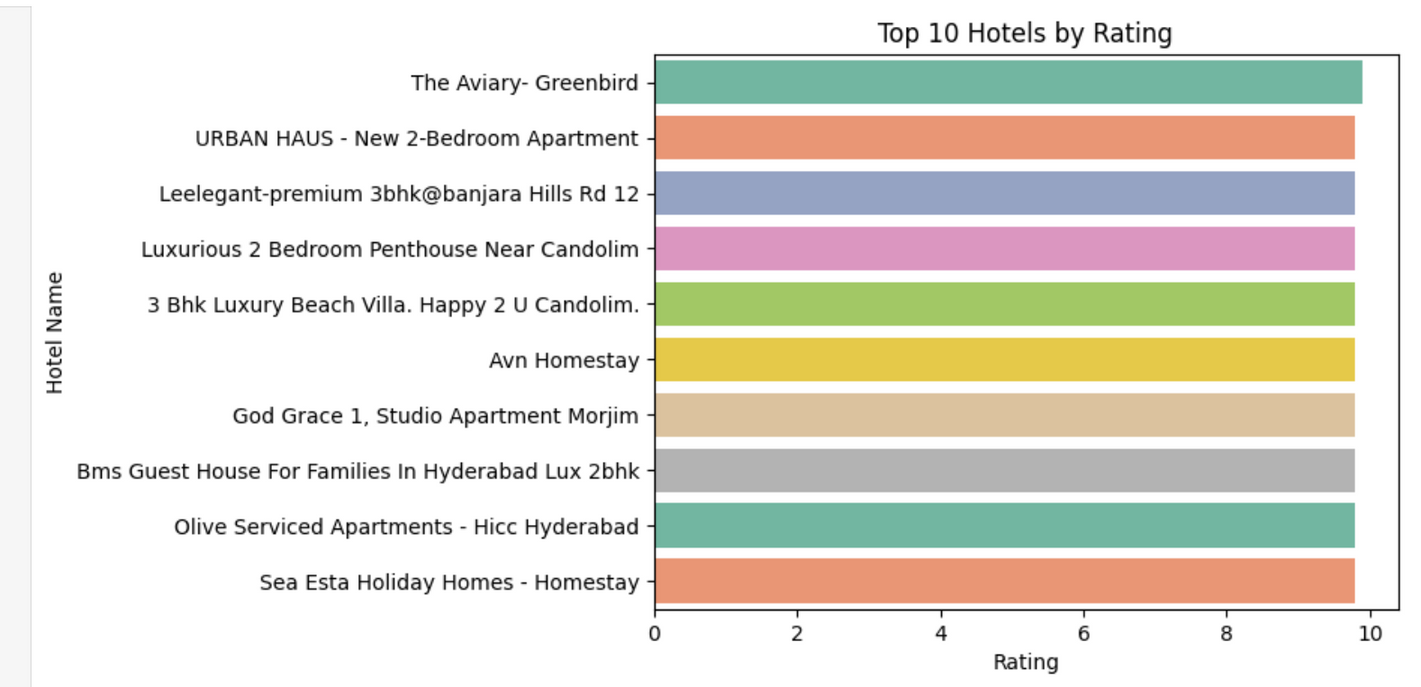 Top 10 Hotels by Rating
The Aviary- Greenbird
URBAN HAUS - New 2-Bedroom Apartment
Leelegant-premium 3bhk@banjara Hills Rd 12
Luxurious 2 Bedroom Penthouse Near Candolim
3 Bhk Luxury Beach Villa. Happy 2 U Candolim.
Avn Homestay
God Grace 1, Studio Apartment Morjim
Bms Guest House For Families In Hyderabad Lux 2bhk
Olive Serviced Apartments - Hicc Hyderabad
Sea Esta Holiday Homes - Homestay
Hotel Name
0 2 4 6 8 10
Rating